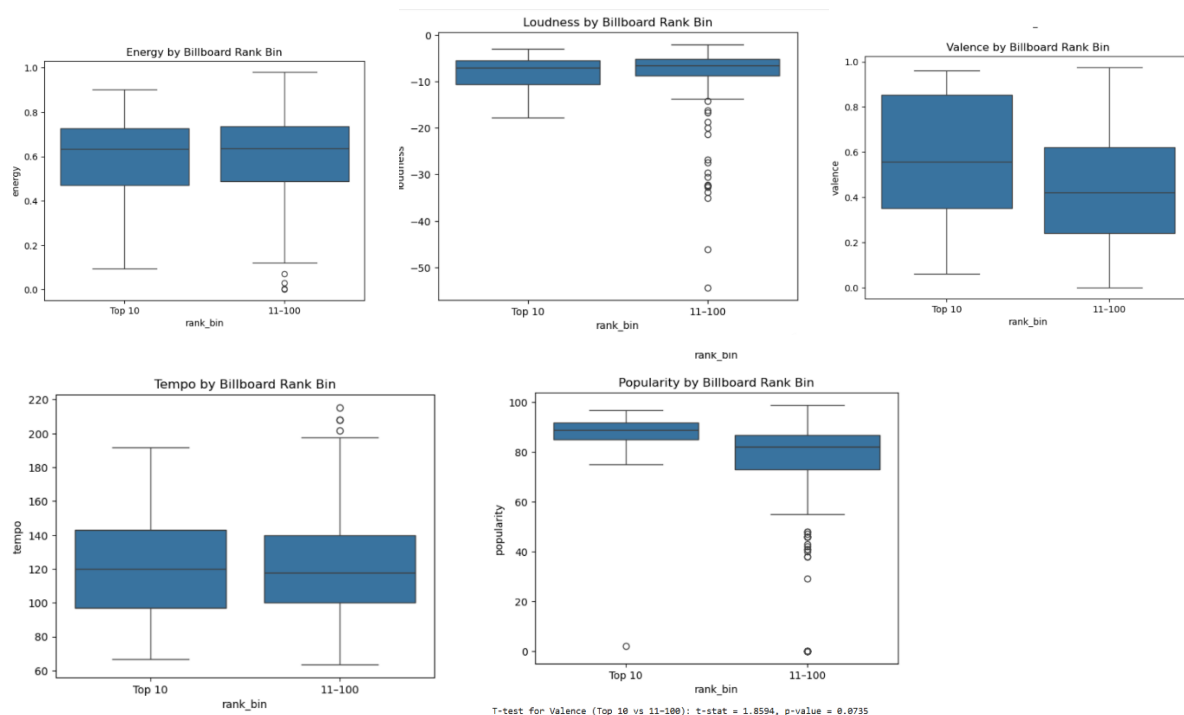 Energy by Billboard Rank Bin
1.0
0.8
0.6
0.4
0.2
0.0
energy
Top 10
11–100
rank_bin
Loudness by Billboard Rank Bin
0
−10
−20
−30
−40
−50
loudness
Top 10
11–100
rank_bin
Valence by Billboard Rank Bin
1.0
0.8
0.6
0.4
0.2
0.0
valence
Top 10
11–100
rank_bin
Tempo by Billboard Rank Bin
220
200
180
160
140
120
100
80
60
tempo
Top 10
11–100
rank_bin
Popularity by Billboard Rank Bin
100
80
60
40
20
0
popularity
Top 10
11–100
rank_bin
T-test for Valence (Top 10 vs 11–100): t-stat = 1.8594, p-value = 0.0735